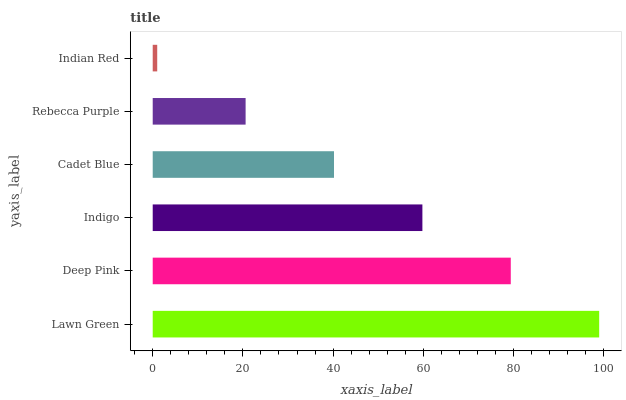 title
Indian Red
Rebecca Purple
Cadet Blue
Indigo
Deep Pink
Lawn Green
yaxis_label
0 20 40 60 80 100
xaxis_label